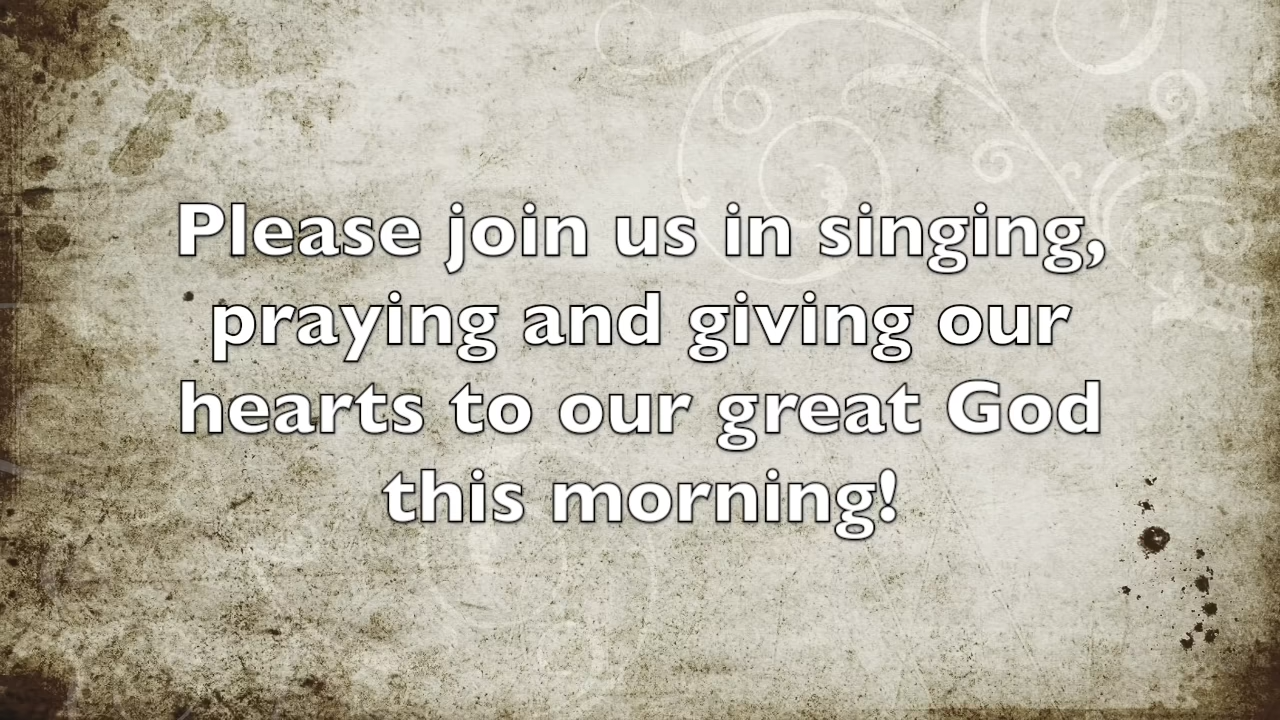 Please join us in singing,
praying and giving our
hearts to our great God
this morning!